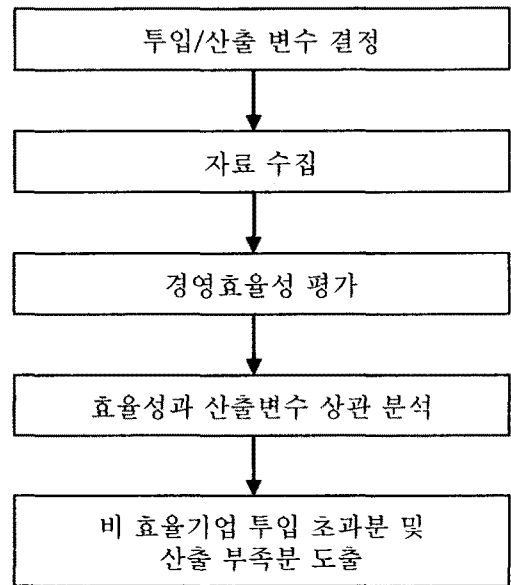 투입/산출 변수 결정
자료 수집
경영효율성 평가
효율성과 산출변수 상관 분석
비 효율기업 투입 초과분 및
산출 부족분 도출